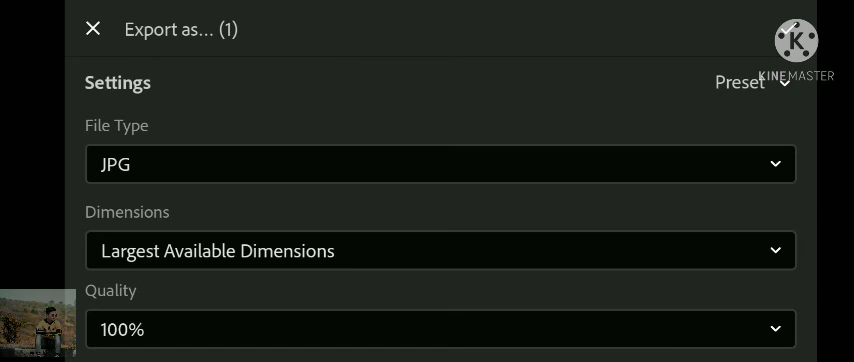 Export as... (1)
K
KINEMASTER
Settings
Preset
File Type
JPG
Dimensions
Largest Available Dimensions
Quality
100%